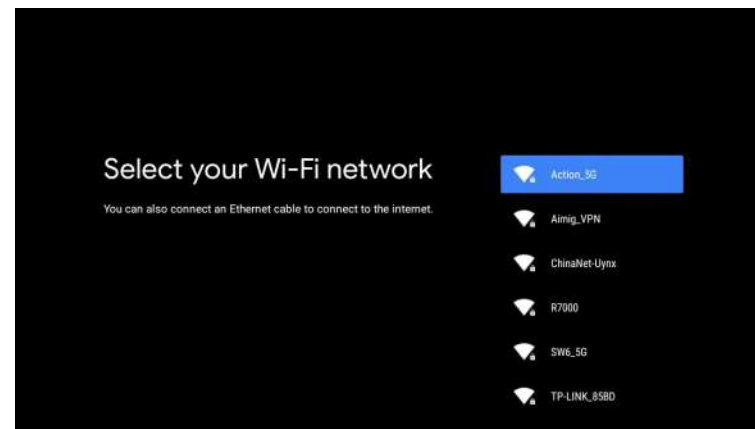 Select your Wi-Fi network
You can also connect an Ethernet cable to connect to the internet.
Action_5G
Aimig_VPN
ChinaNet-Uynx
R7000
SW6_5G
TP-LINK_85BD